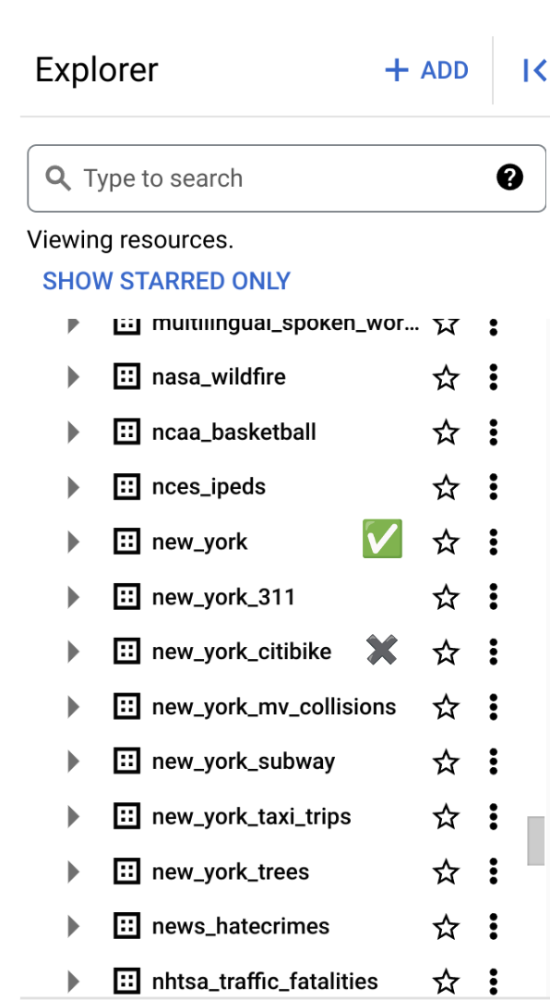 Explorer
+ ADD
Type to search
Viewing resources.
SHOW STARRED ONLY
multilingual_spoken_wor...
nasa_wildfire
ncaa_basketball
nces_ipeds
new_york
new_york_311
new_york_citibike
new_york_mv_collisions
new_york_subway
new_york_taxi_trips
new_york_trees
news_hatecrimes
nhtsa_traffic_fatalities